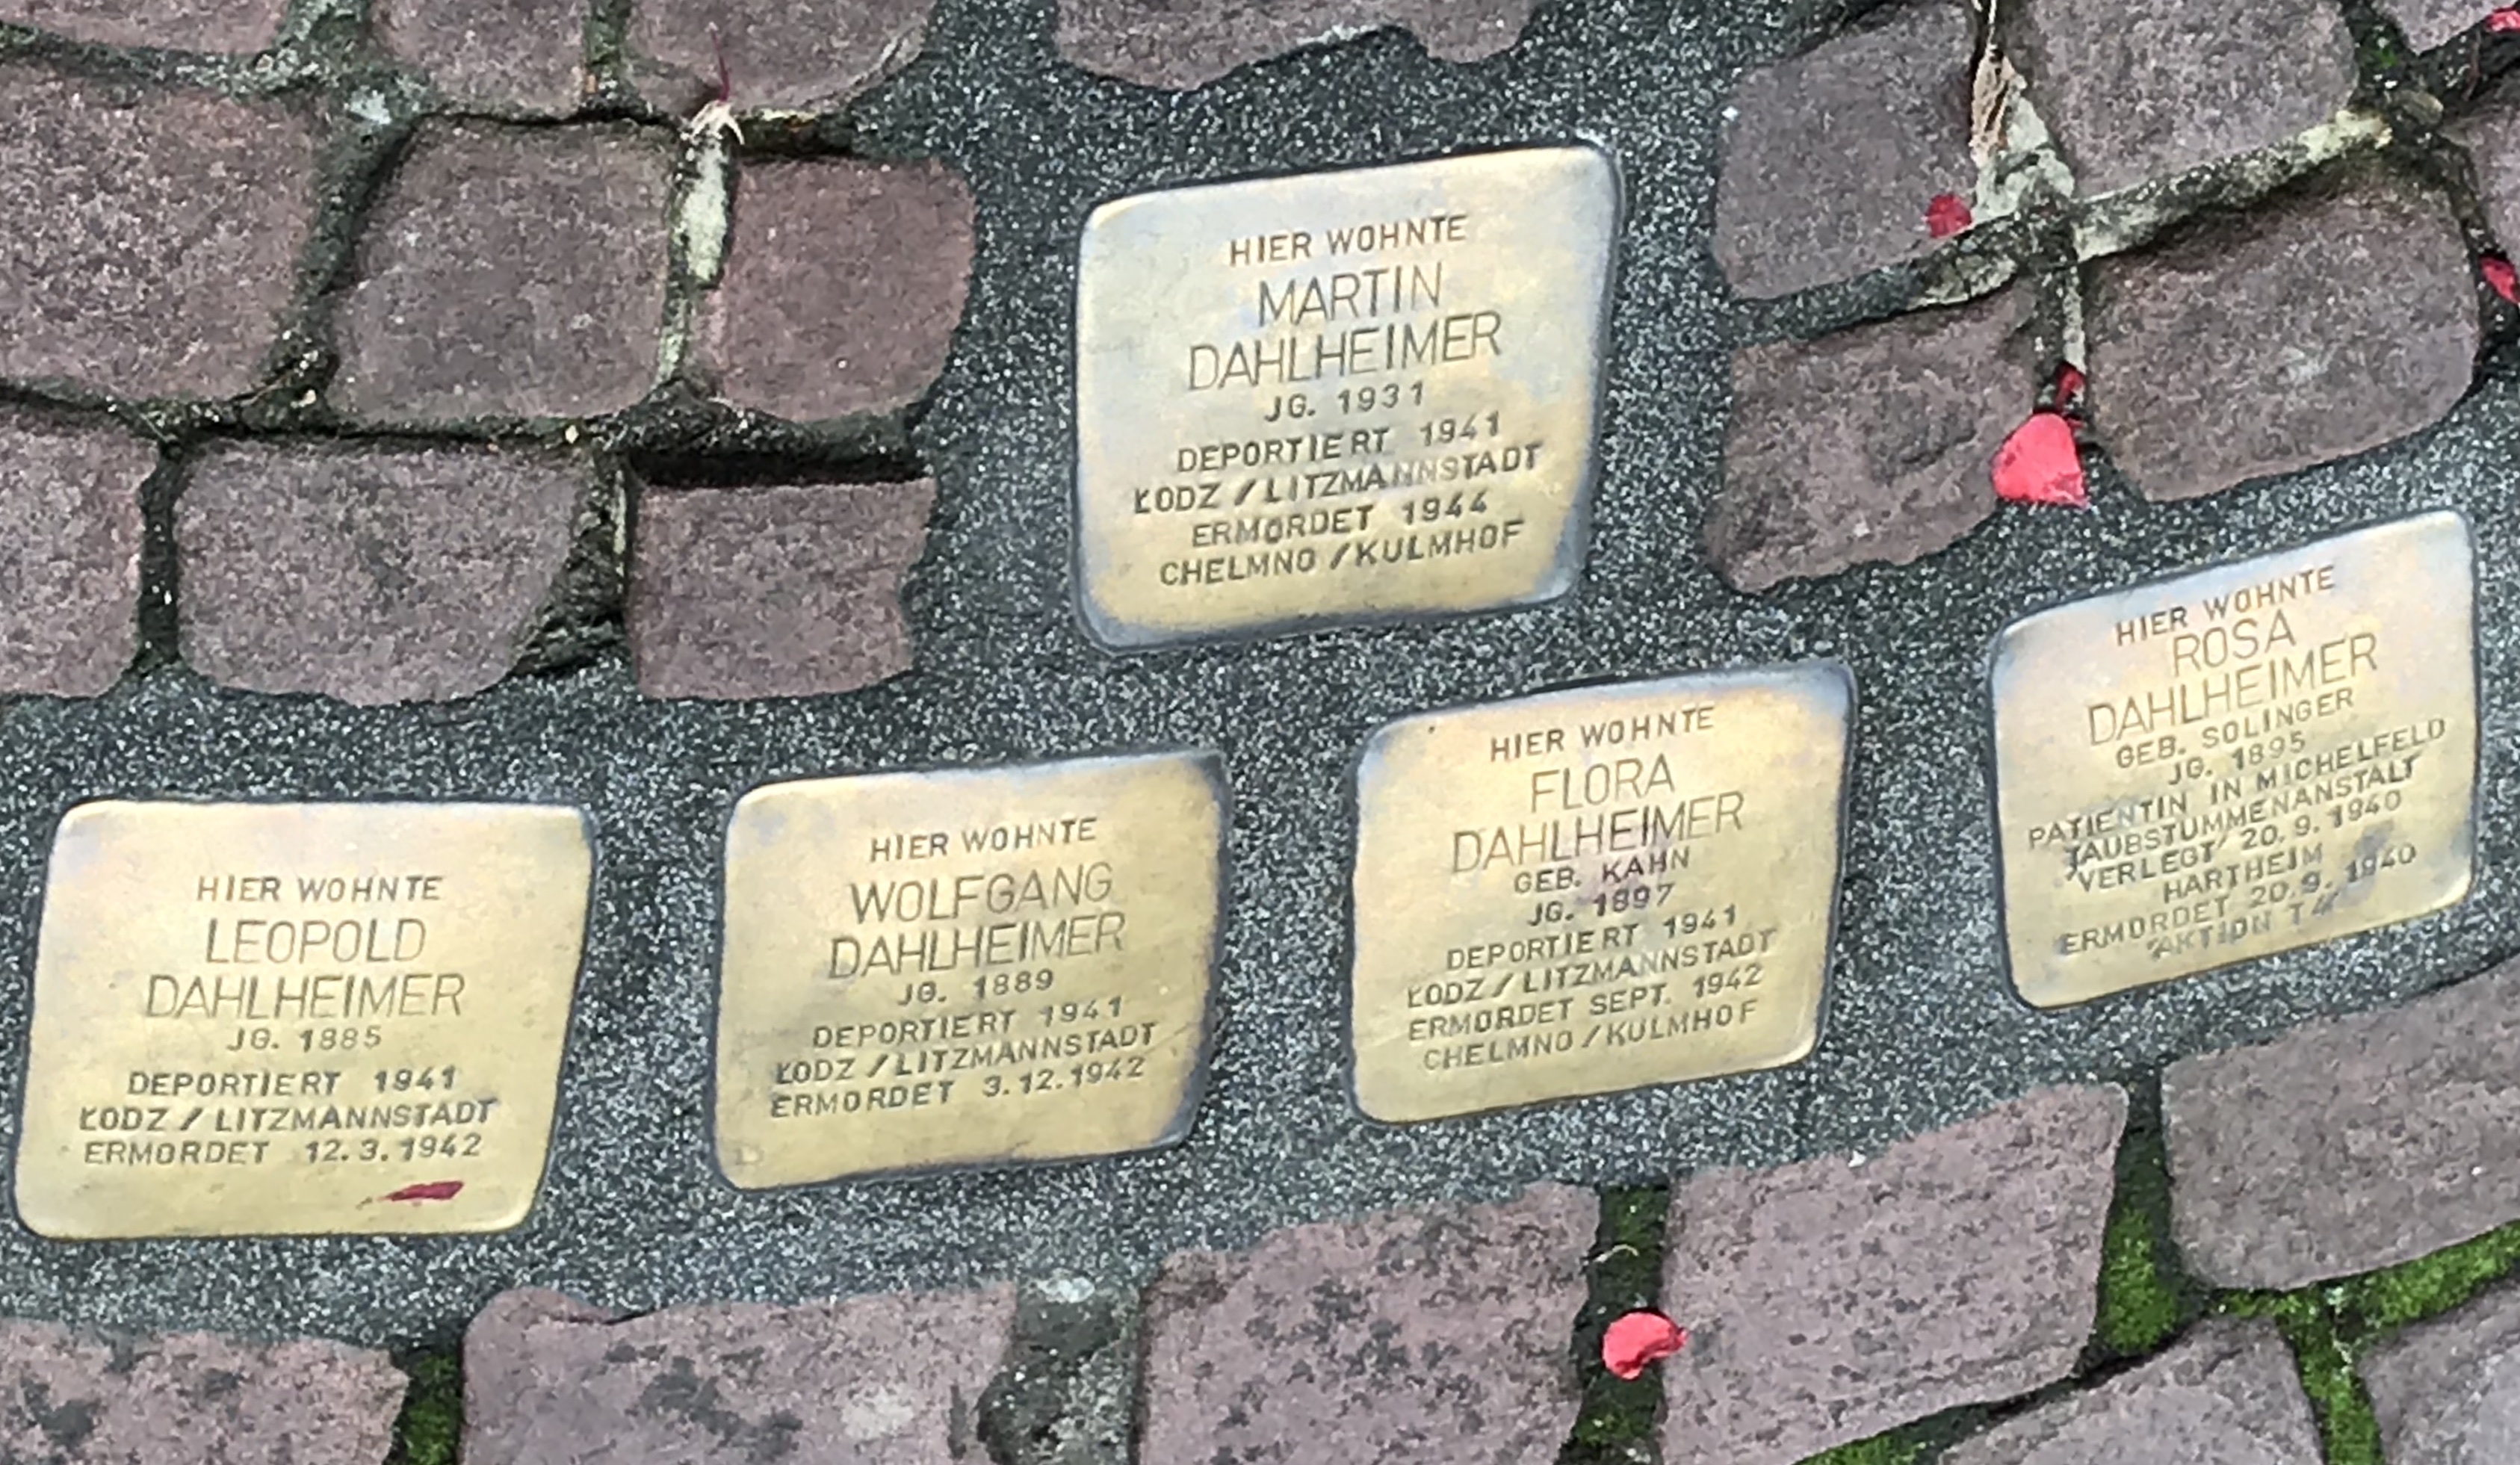 HIER WOHNTE
MARTIN
DAHLHEIMER
JG. 1931
DEPORTIERT 1941
ŁODZ / LITZMANNSTADT
ERMORDET 1944
CHELMNO / KULMHOF
HIER WOHNTE
LEOPOLD
DAHLHEIMER
JG. 1885
DEPORTIERT 1941
ŁODZ / LITZMANNSTADT
ERMORDET 12.3.1942
HIER WOHNTE
WOLFGANG
DAHLHEIMER
JG. 1889
DEPORTIERT 1941
ŁODZ / LITZMANNSTADT
ERMORDET 3.12.1942
HIER WOHNTE
FLORA
DAHLHEIMER
GEB. KAHN
JG. 1897
DEPORTIERT 1941
ŁODZ / LITZMANNSTADT
ERMORDET SEPT. 1942
CHELMNO / KULMHOF
HIER WOHNTE
ROSA
DAHLHEIMER
GEB. SOLINGER
JG. 1895
PATIENTIN IN MICHELFELD
TAUBSTUMMENANSTALT
'VERLEGT' 20.9.1940
HARTHEIM
ERMORDET 20.9.1940
'AKTION T4'